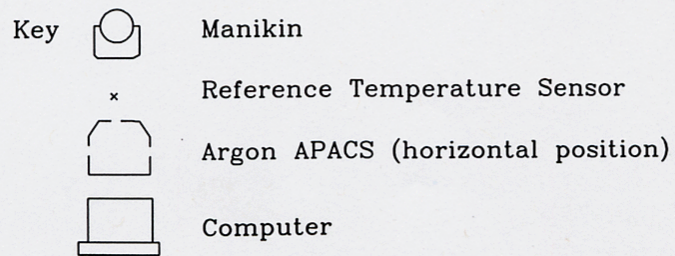 Key Manikin
Reference Temperature Sensor
Argon APACS (horizontal position)
Computer